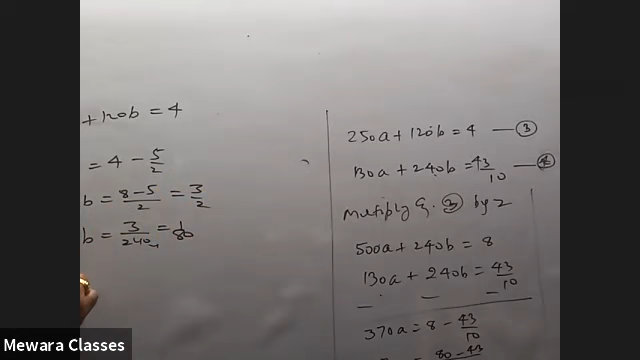 + 120b = 4
= 4 - 5/2
b = 8-5/2 = 3/2
b = 3/240 = 1/80
250a + 120b = 4 — ③
130a + 240b = 43/10 — ④
Multiply Eq. ③ by 2
500a + 240b = 8
130a + 240b = 43/10
— — —
370a = 8 - 43/10
= 80 - 43
Mewara Classes